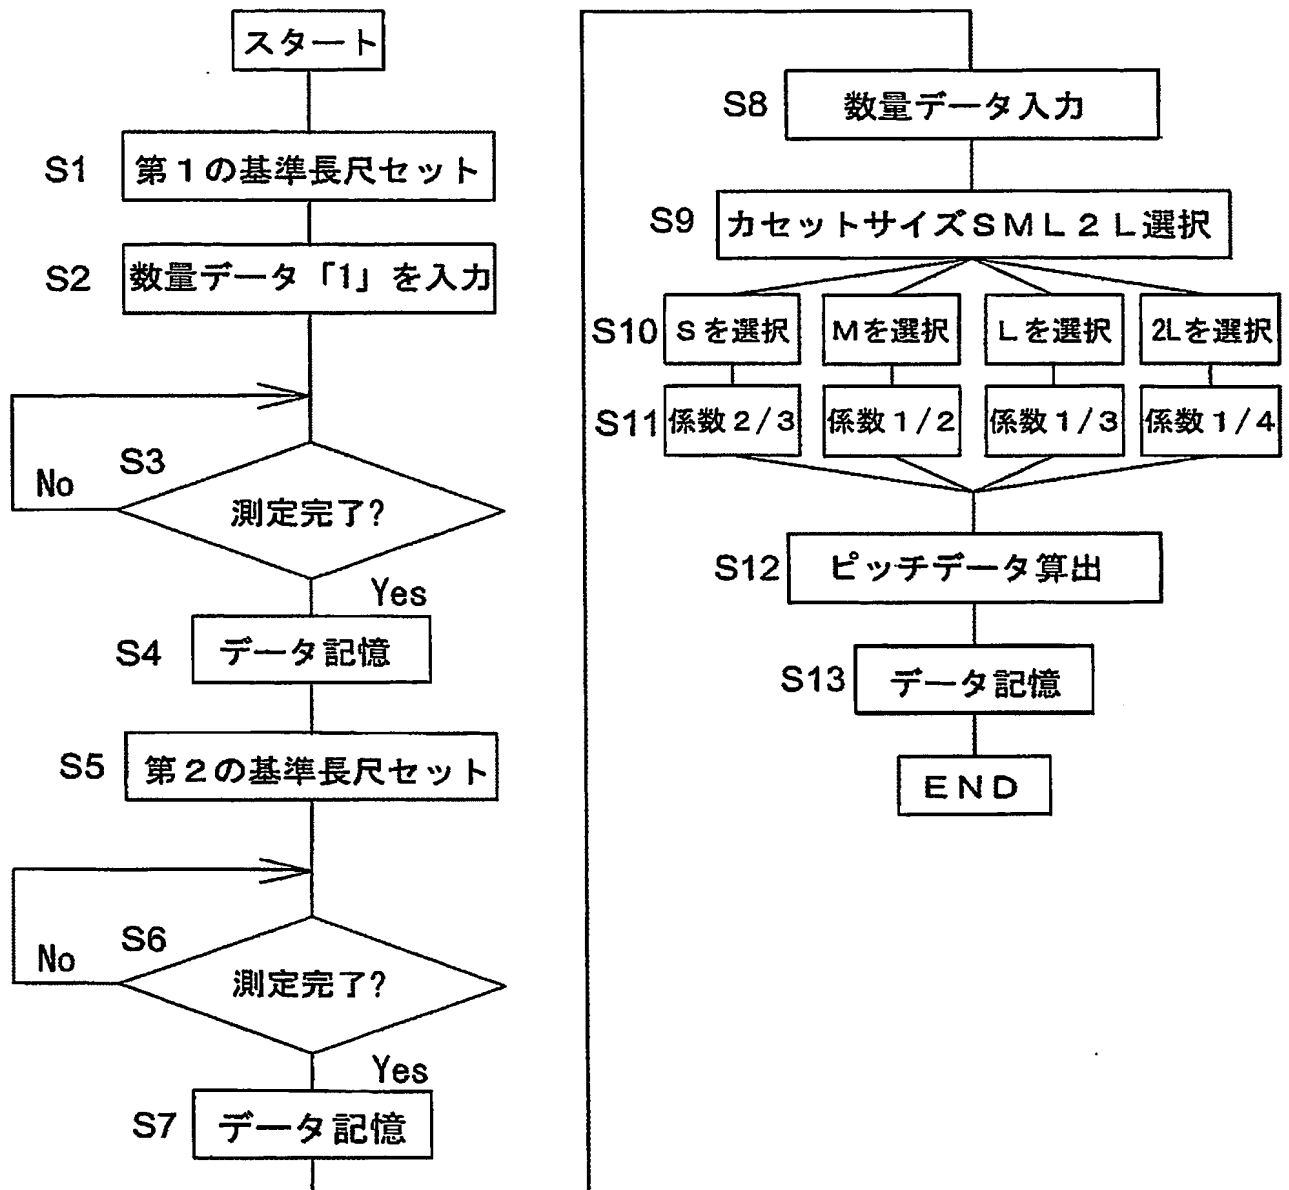 スタート
S1 第1の基準長尺セット
S2 数量データ「1」を入力
S3
No
測定完了?
Yes
S4 データ記憶
S5 第2の基準長尺セット
S6
No
測定完了?
Yes
S7 データ記憶
S8 数量データ入力
S9 カセットサイズSML2L選択
S10 Sを選択 Mを選択 Lを選択 2Lを選択
S11 係数2/3 係数1/2 係数1/3 係数1/4
S12 ピッチデータ算出
S13 データ記憶
END